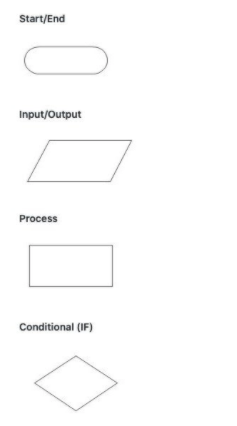 Start/End
Input/Output
Process
Conditional (IF)